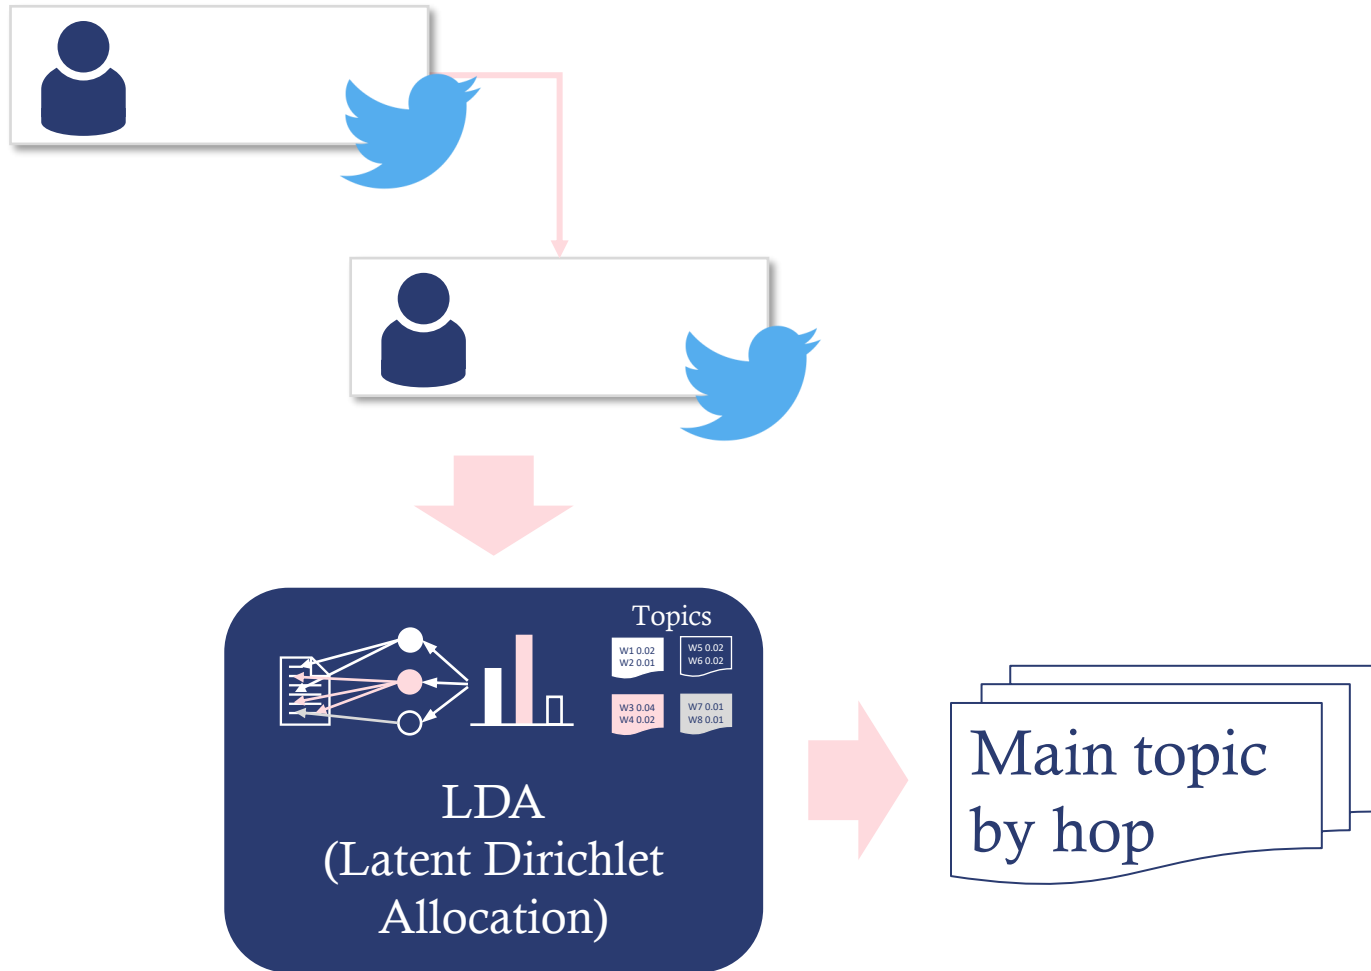 Topics
W1 0.02
W2 0.01
W5 0.02
W6 0.02
W3 0.04
W4 0.02
W7 0.01
W8 0.01
LDA
(Latent Dirichlet
Allocation)
Main topic
by hop